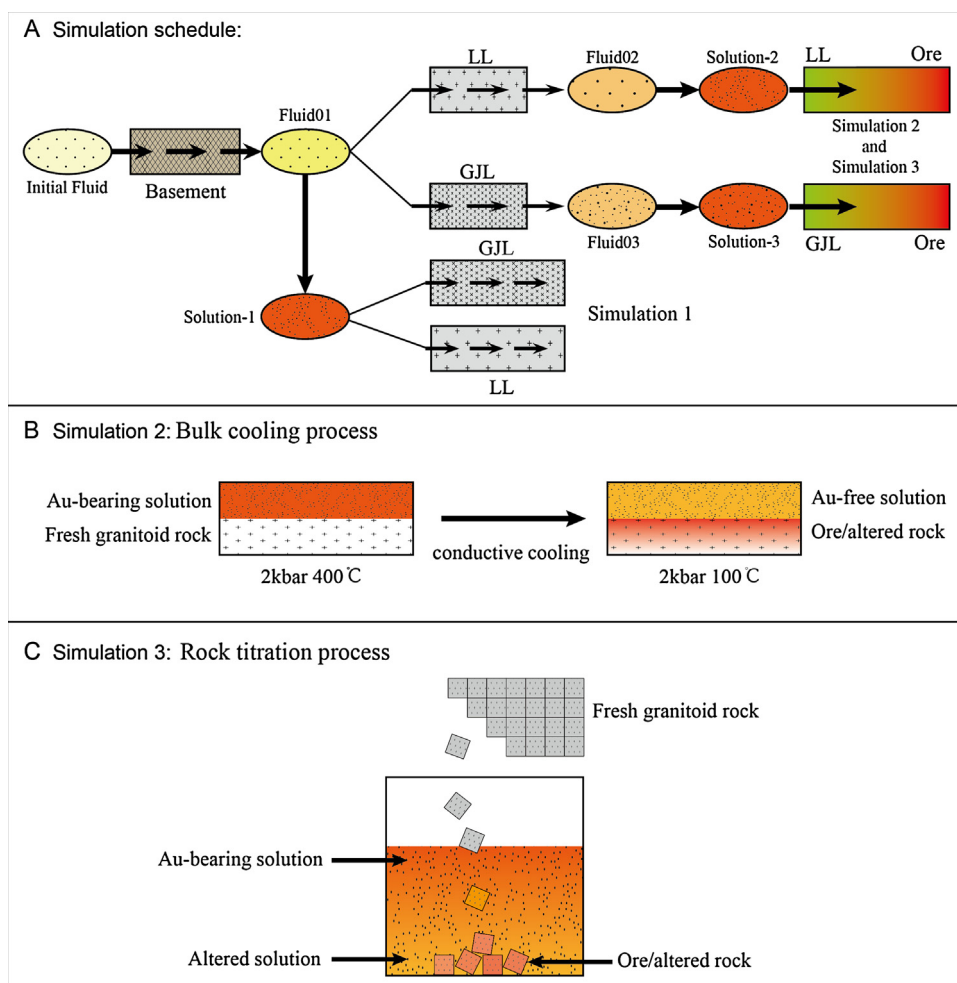 A Simulation schedule:
LL
Fluid02
Solution-2
LL
Ore
Fluid01
Simulation 2
and
Simulation 3
Initial Fluid
Basement
GJL
Fluid03
Solution-3
GJL
Ore
GJL
Solution-1
Simulation 1
LL
B Simulation 2: Bulk cooling process
Au-bearing solution
Fresh granitoid rock
conductive cooling
Au-free solution
Ore/altered rock
2kbar 400℃
2kbar 100℃
C Simulation 3: Rock titration process
Fresh granitoid rock
Au-bearing solution
Altered solution
Ore/altered rock